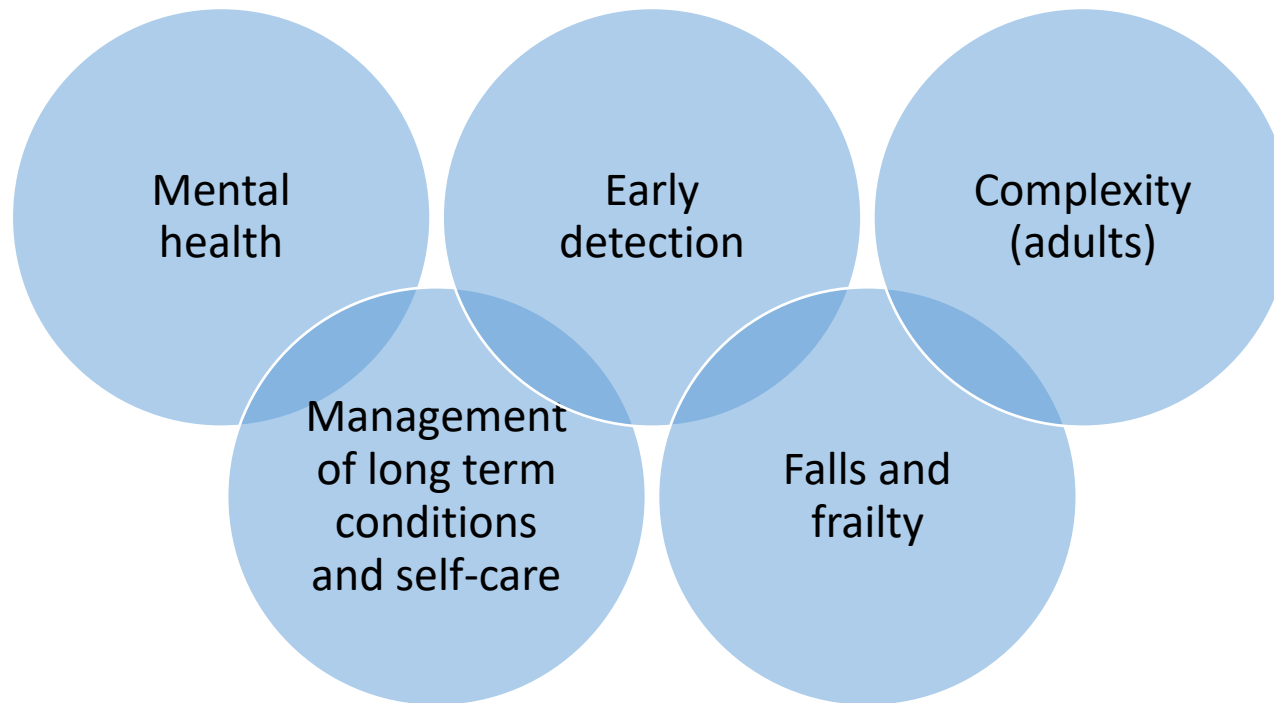 Mental
health
Early
detection
Complexity
(adults)
Management
of long term
conditions
and self-care
Falls and
frailty